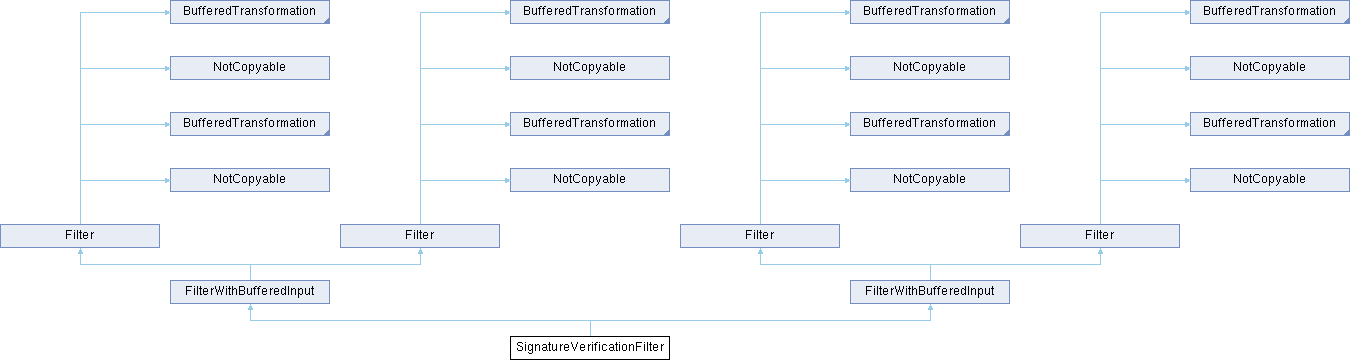 BufferedTransformation
BufferedTransformation
BufferedTransformation
BufferedTransformation
NotCopyable
NotCopyable
NotCopyable
NotCopyable
BufferedTransformation
BufferedTransformation
BufferedTransformation
BufferedTransformation
NotCopyable
NotCopyable
NotCopyable
NotCopyable
Filter
Filter
Filter
Filter
FilterWithBufferedInput
FilterWithBufferedInput
SignatureVerificationFilter